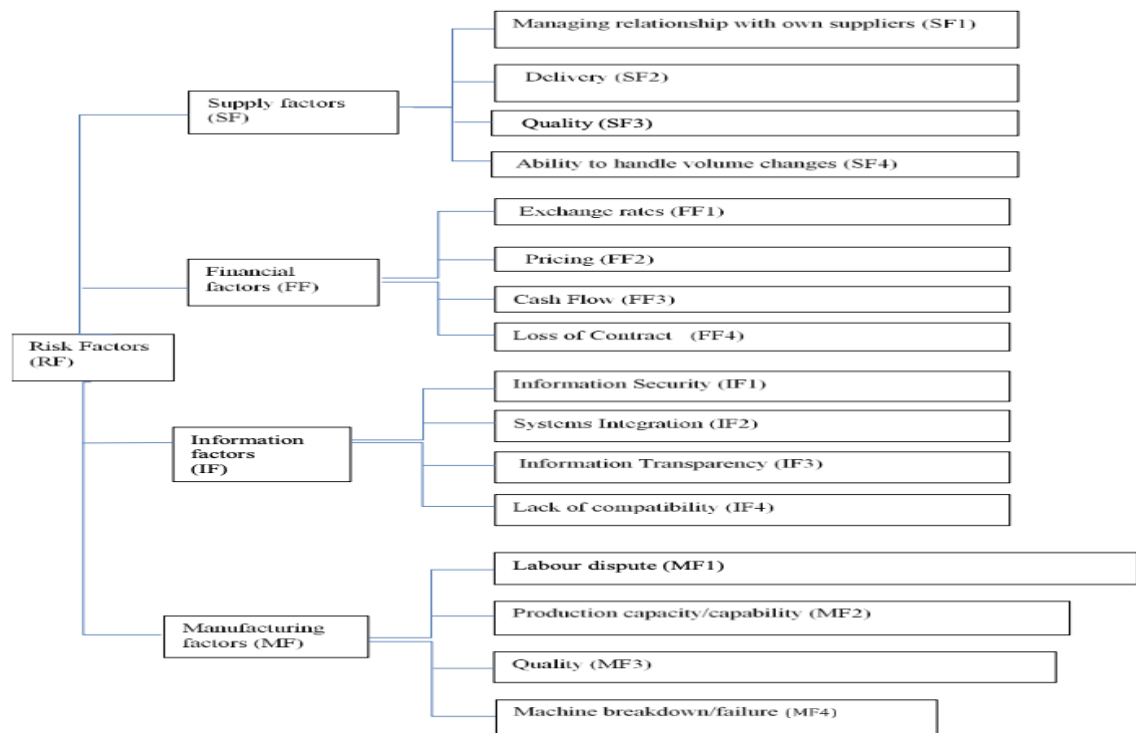 Managing relationship with own suppliers (SF1)
Delivery (SF2)
Supply factors
(SF)
Quality (SF3)
Ability to handle volume changes (SF4)
Exchange rates (FF1)
Pricing (FF2)
Financial
factors (FF)
Cash Flow (FF3)
Loss of Contract (FF4)
Risk Factors
(RF)
Information Security (IF1)
Systems Integration (IF2)
Information
factors
(IF)
Information Transparency (IF3)
Lack of compatibility (IF4)
Labour dispute (MF1)
Production capacity/capability (MF2)
Manufacturing
factors (MF)
Quality (MF3)
Machine breakdown/failure (MF4)